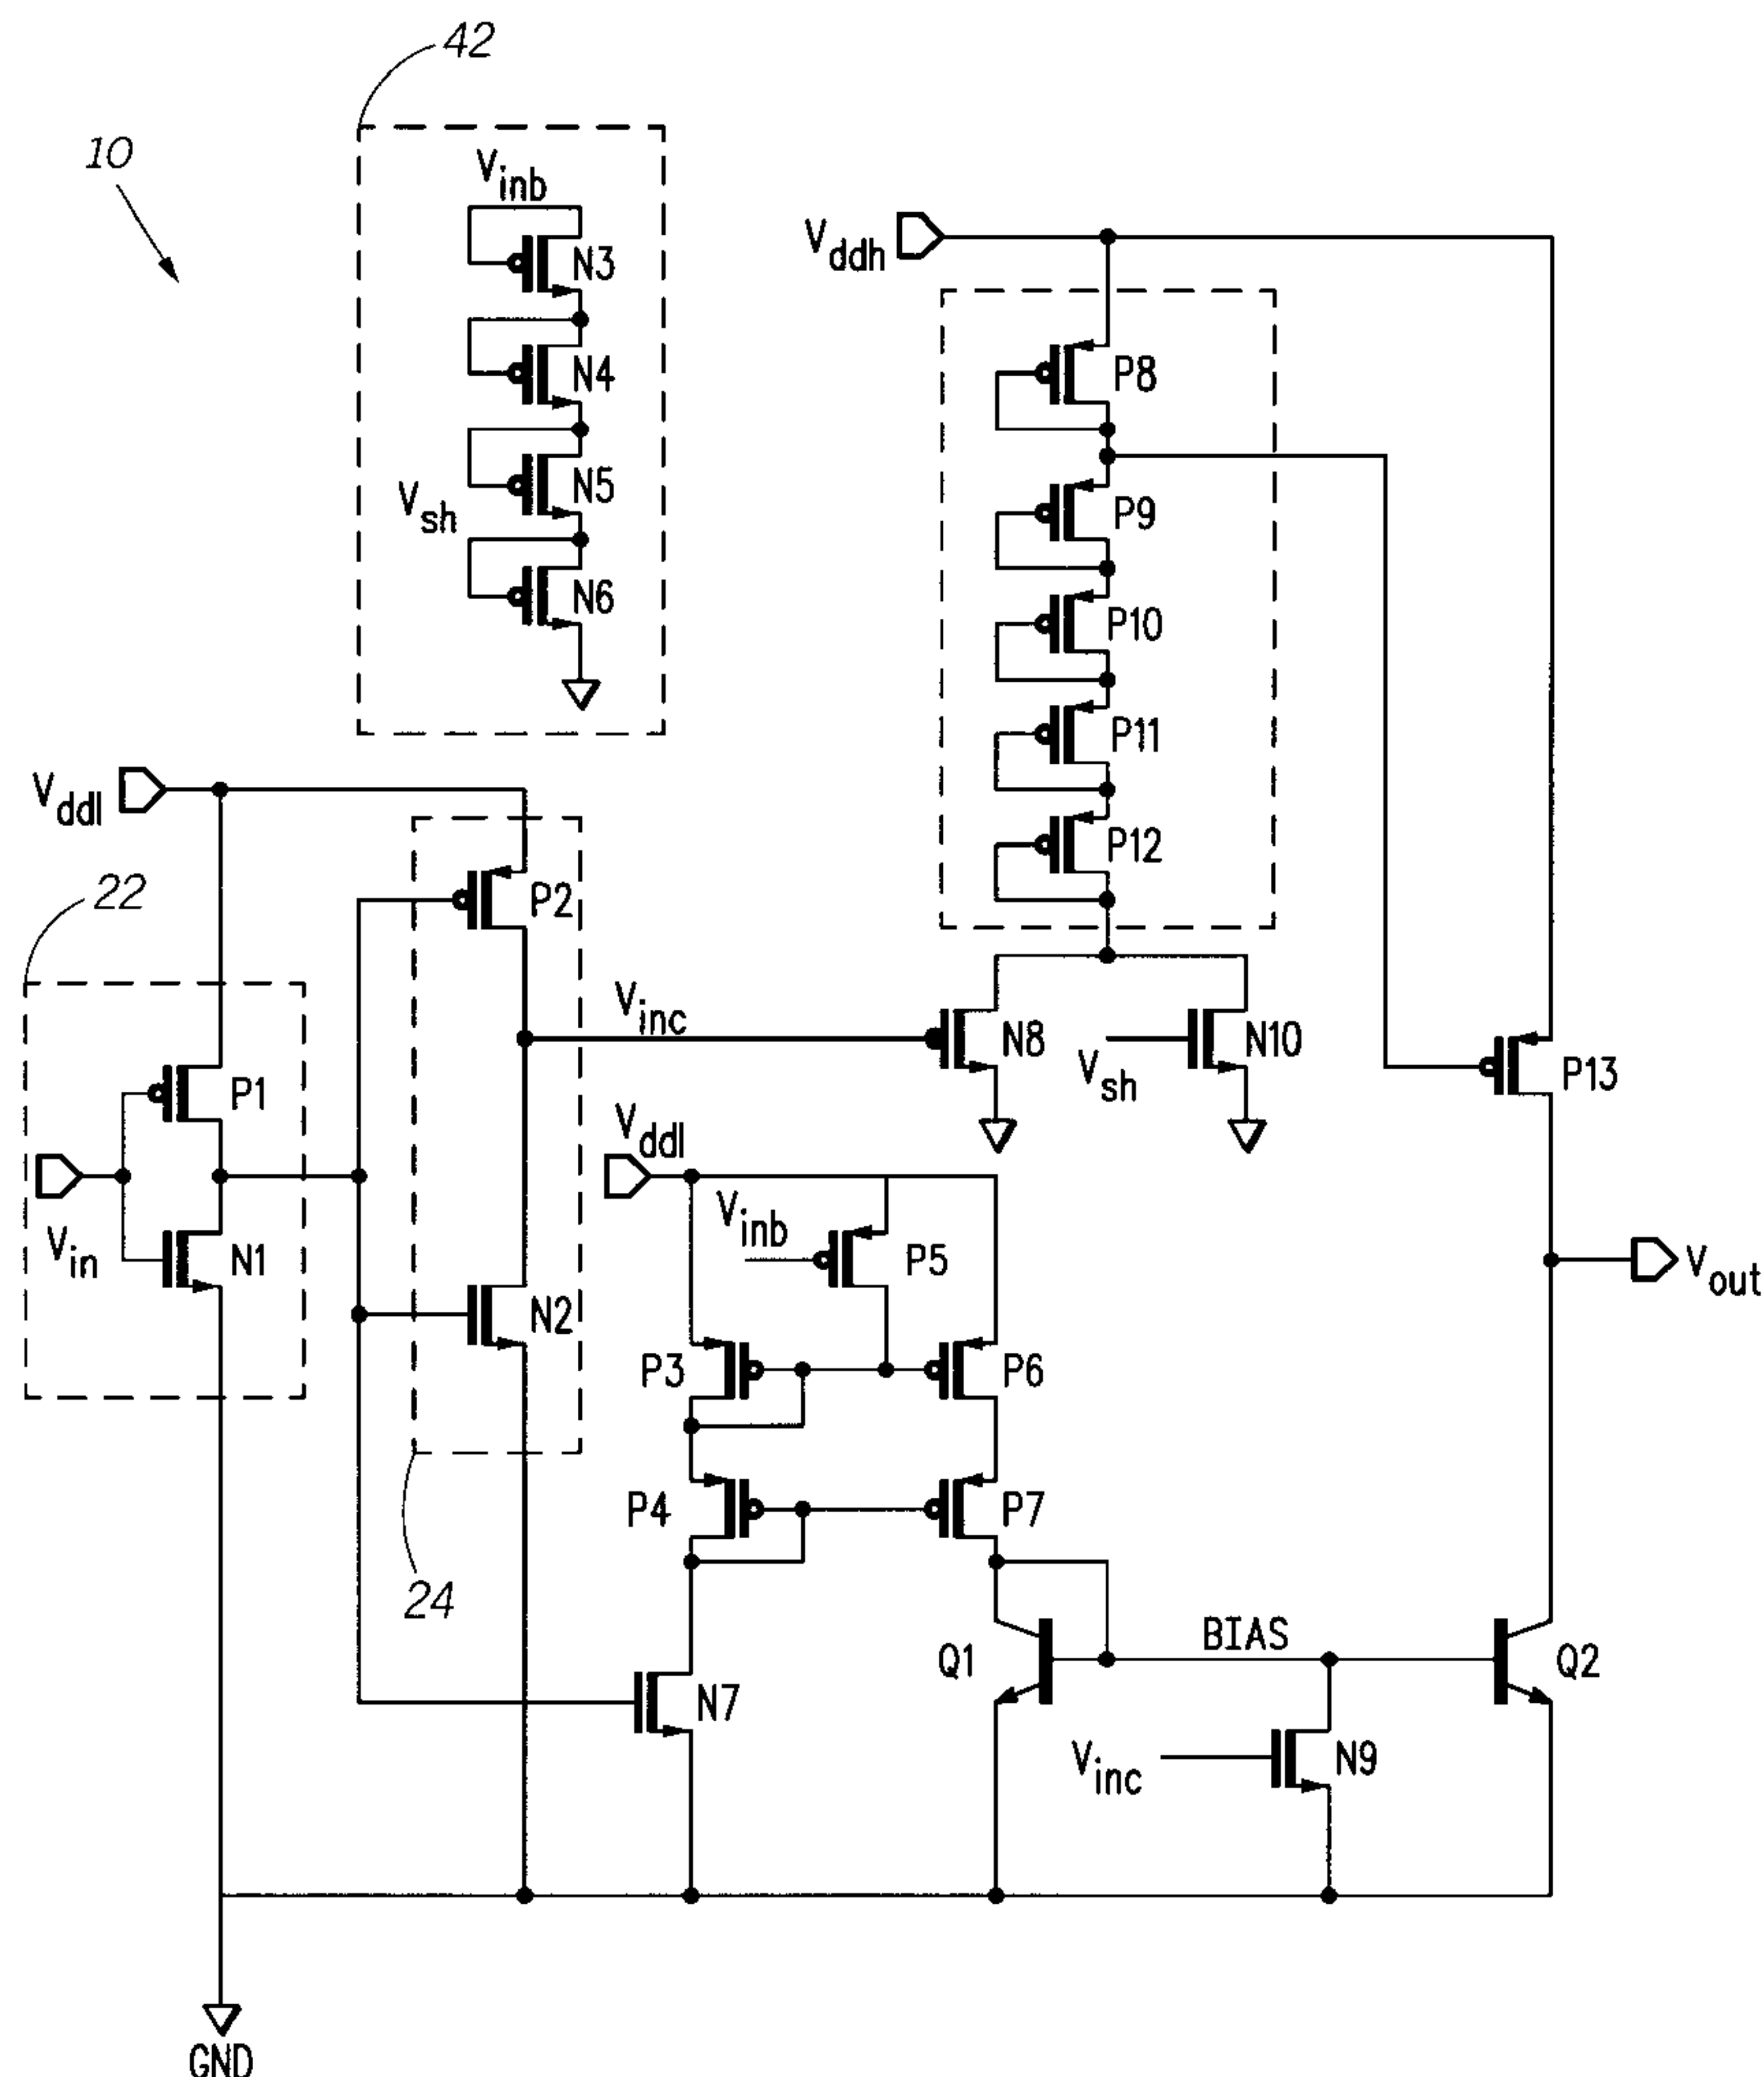 42
10
Vinb
N3
Vddh
N4
P8
N5
Vsh
P9
N6
P10
P11
Vddl
P12
22
P2
Vinc
N8
N10
Vsh
P13
P1
Vddl
Vin
N1
Vinb
P5
Vout
N2
P3
P6
P4
P7
24
BIAS
Q1
Q2
N7
Vinc
N9
GND